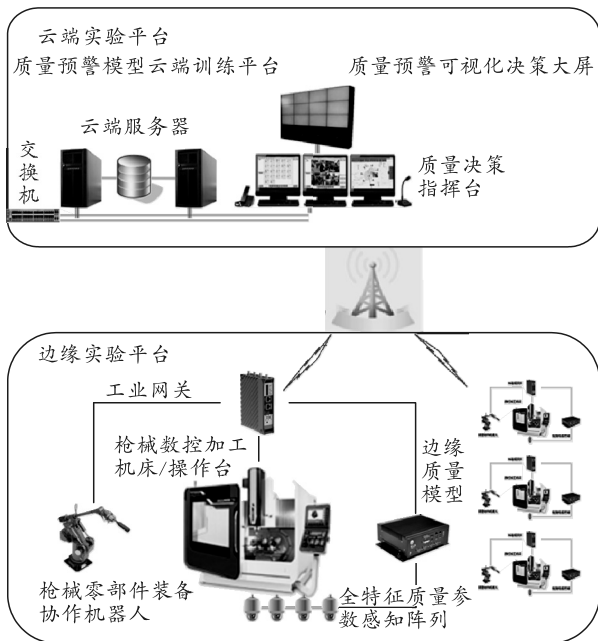 云端实验平台
质量预警模型云端训练平台
质量预警可视化决策大屏
云端服务器
交换机
质量决策
指挥台
边缘实验平台
工业网关
枪械数控加工
机床/操作台
边缘
质量
模型
枪械零部件装备
协作机器人
全特征质量参
数感知阵列